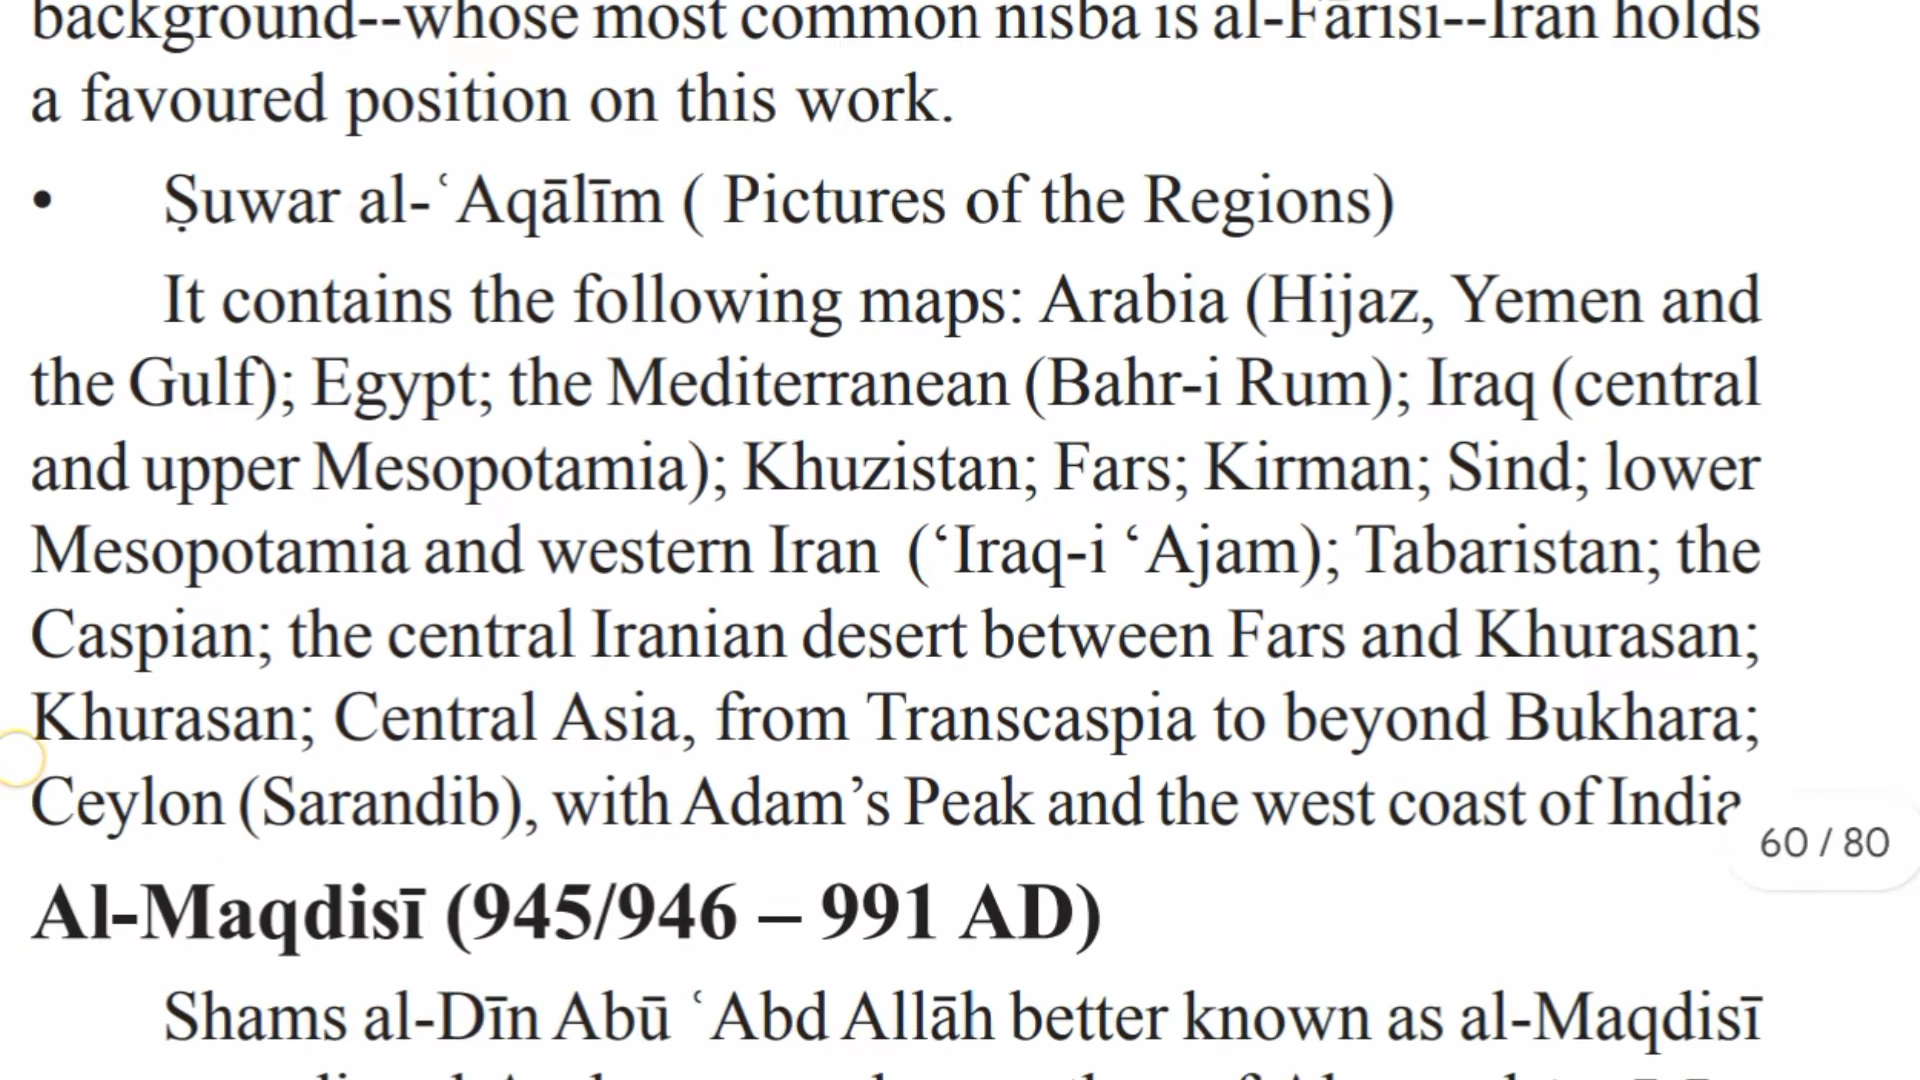 background--whose most common nisba is al-Fārisī--Iran holds
a favoured position on this work.
• Ṣuwar al-ʿAqālīm ( Pictures of the Regions)
It contains the following maps: Arabia (Hijaz, Yemen and
the Gulf); Egypt; the Mediterranean (Bahr-i Rum); Iraq (central
and upper Mesopotamia); Khuzistan; Fars; Kirman; Sind; lower
Mesopotamia and western Iran (‘Iraq-i ‘Ajam); Tabaristan; the
Caspian; the central Iranian desert between Fars and Khurasan;
Khurasan; Central Asia, from Transcaspia to beyond Bukhara;
Ceylon (Sarandib), with Adam’s Peak and the west coast of India
60 / 80
Al-Maqdisī (945/946 – 991 AD)
Shams al-Dīn Abū ʿAbd Allāh better known as al-Maqdisī